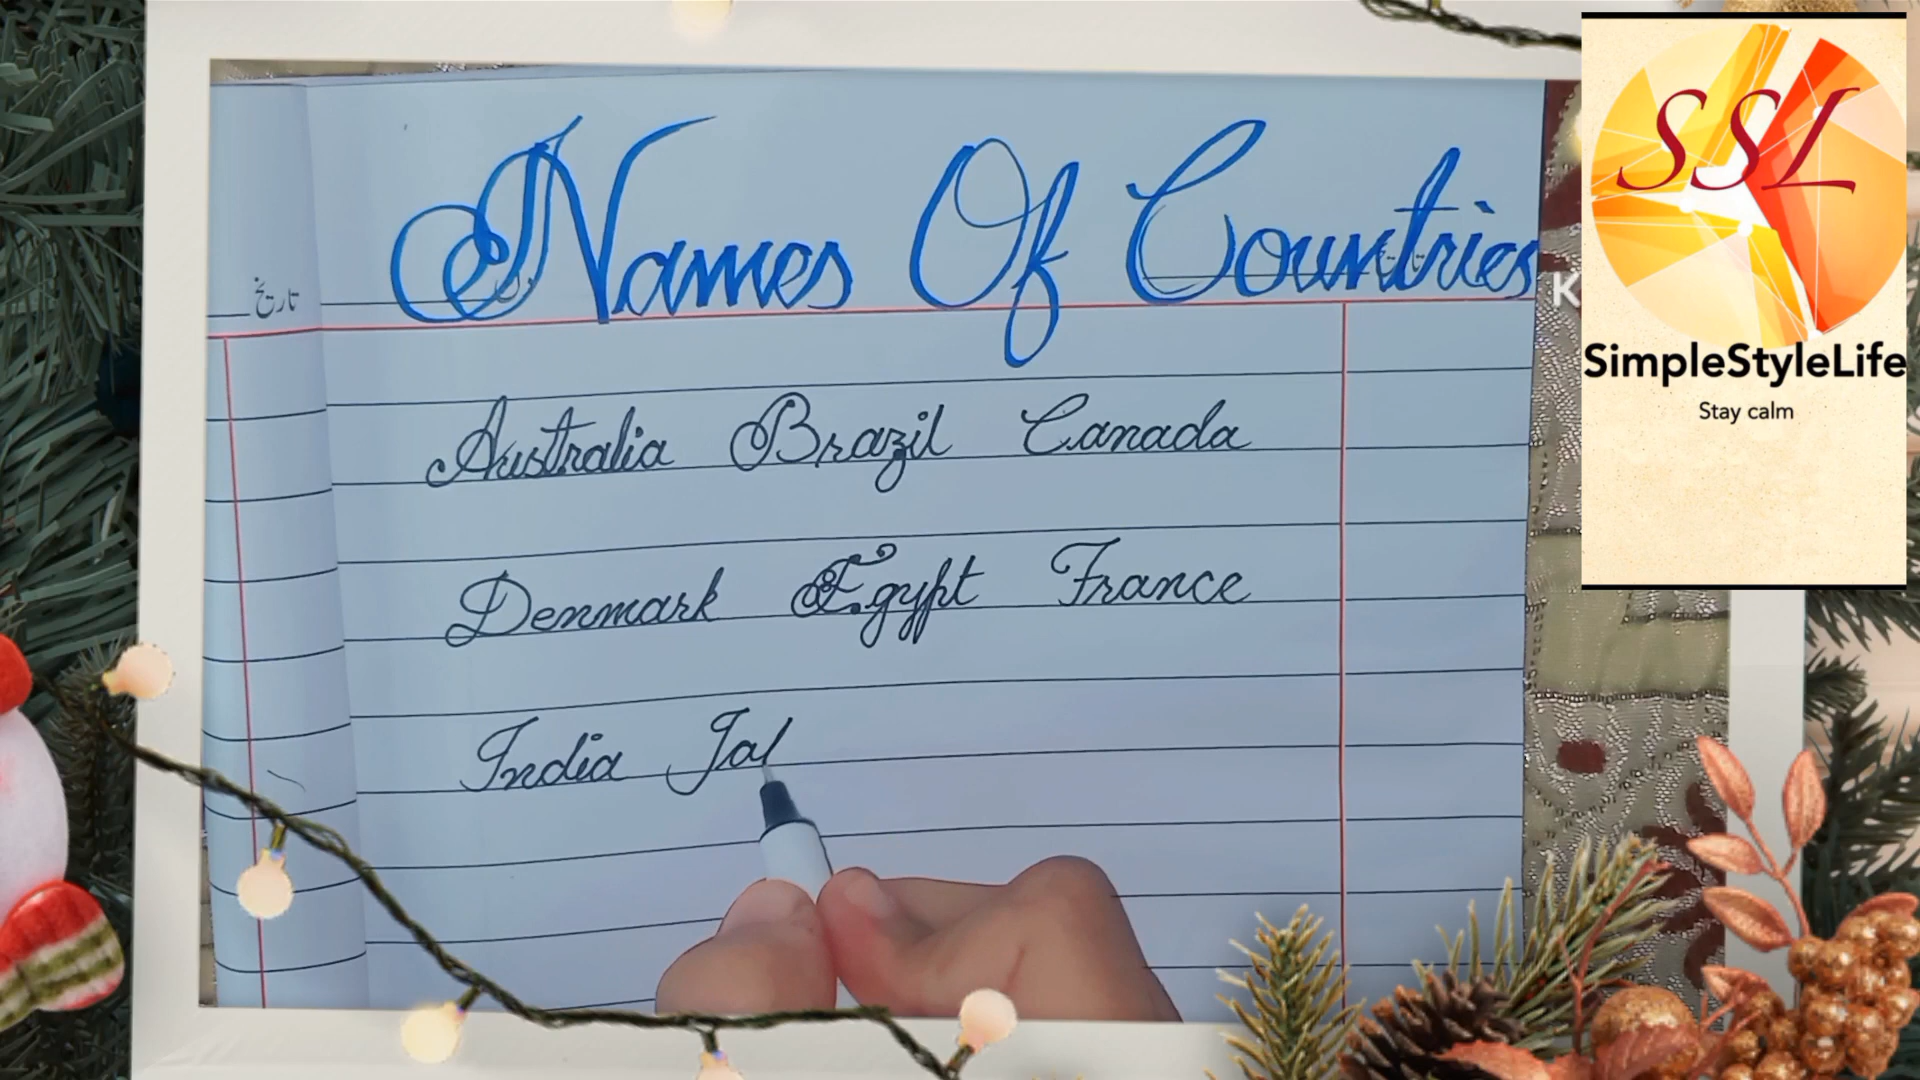 Names Of Countries
تاریخ
Australia Brazil Canada
Denmark Egypt France
India Ja
SSL
SimpleStyleLife
Stay calm
K